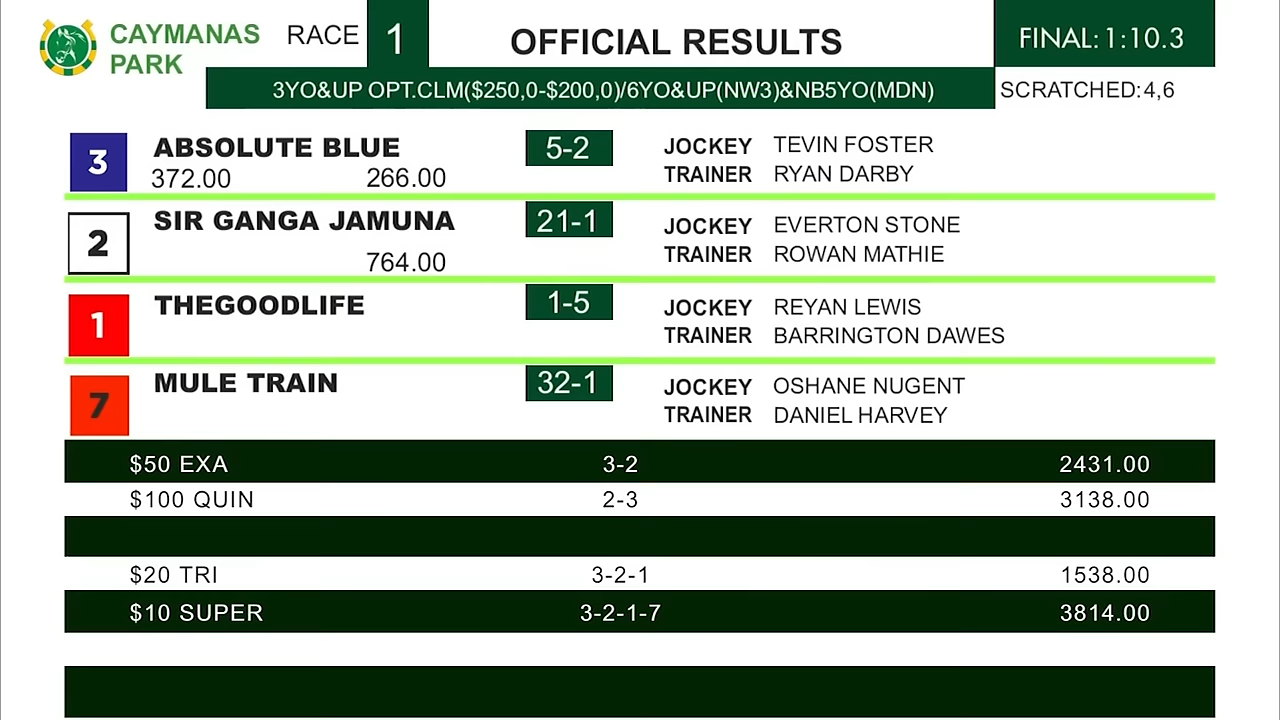 CAYMANAS PARK
RACE 1
OFFICIAL RESULTS
FINAL: 1:10.3
3YO&UP OPT.CLM($250,0-$200,0)/6YO&UP(NW3)&NB5YO(MDN)
SCRATCHED: 4,6
3 ABSOLUTE BLUE 5-2 JOCKEY TEVIN FOSTER
372.00 266.00 TRAINER RYAN DARBY
2 SIR GANGA JAMUNA 21-1 JOCKEY EVERTON STONE
764.00 TRAINER ROWAN MATHIE
1 THEGOODLIFE 1-5 JOCKEY REYAN LEWIS
TRAINER BARRINGTON DAWES
7 MULE TRAIN 32-1 JOCKEY OSHANE NUGENT
TRAINER DANIEL HARVEY
$50 EXA 3-2 2431.00
$100 QUIN 2-3 3138.00
$20 TRI 3-2-1 1538.00
$10 SUPER 3-2-1-7 3814.00